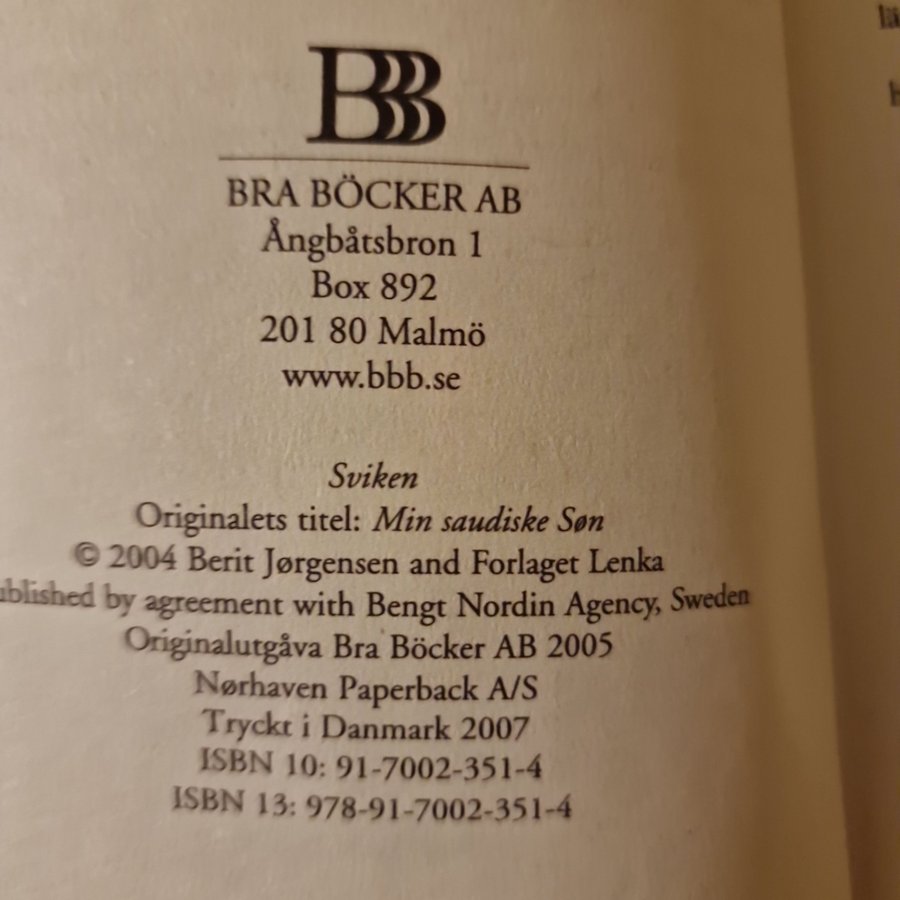 BBB
BRA BÖCKER AB
Ångbåtsbron 1
Box 892
201 80 Malmö
www.bbb.se
Sviken
Originalets titel: Min saudiske Søn
© 2004 Berit Jørgensen and Forlaget Lenka
ublished by agreement with Bengt Nordin Agency, Sweden
Originalutgåva Bra Böcker AB 2005
Nørhaven Paperback A/S
Tryckt i Danmark 2007
ISBN 10: 91-7002-351-4
ISBN 13: 978-91-7002-351-4